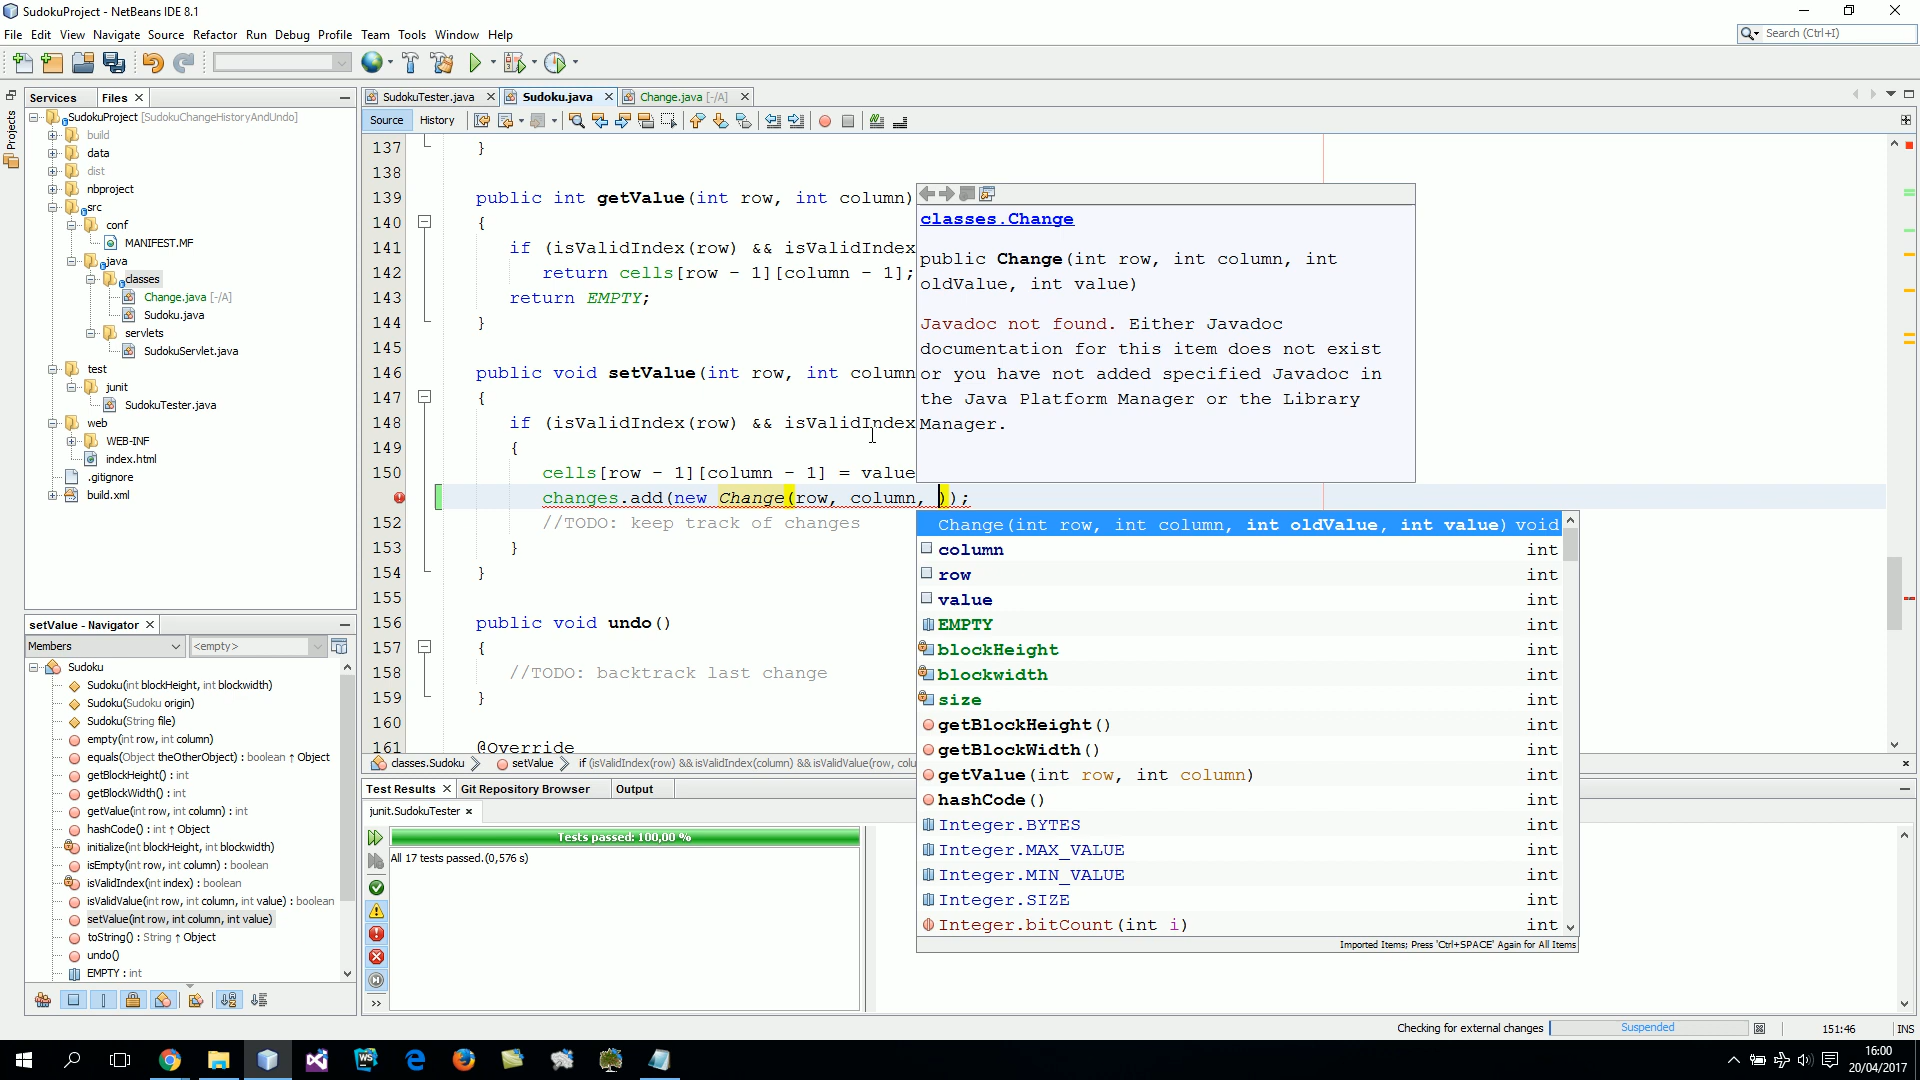 SudokuProject - NetBeans IDE 8.1
File Edit View Navigate Source Refactor Run Debug Profile Team Tools Window Help
Search (Ctrl+I)
Projects
Services Files
SudokuProject [SudokuChangeHistoryAndUndo]
build
data
dist
nbproject
src
conf
MANIFEST.MF
java
classes
Change.java [-/A]
Sudoku.java
servlets
SudokuServlet.java
test
junit
SudokuTester.java
web
WEB-INF
index.html
.gitignore
build.xml
setValue - Navigator
Members <empty>
Sudoku
Sudoku(int blockHeight, int blockwidth)
Sudoku(Sudoku origin)
Sudoku(String file)
empty(int row, int column)
equals(Object theOtherObject) : boolean ↑ Object
getBlockHeight() : int
getBlockWidth() : int
getValue(int row, int column) : int
hashCode() : int ↑ Object
initialize(int blockHeight, int blockwidth)
isEmpty(int row, int column) : boolean
isValidIndex(int index) : boolean
isValidValue(int row, int column, int value) : boolean
setValue(int row, int column, int value)
toString() : String ↑ Object
undo()
EMPTY : int
SudokuTester.java Sudoku.java Change.java [-/A]
Source History
137 }
138
139 public int getValue(int row, int column)
140 {
141 if (isValidIndex(row) && isValidIndex
142 return cells[row - 1][column - 1];
143 return EMPTY;
144 }
145
146 public void setValue(int row, int column
147 {
148 if (isValidIndex(row) && isValidIndex
149 {
150 cells[row - 1][column - 1] = value
changes.add(new Change(row, column, ));
152 //TODO: keep track of changes
153 }
154 }
155
156 public void undo()
157 {
158 //TODO: backtrack last change
159 }
160
161 @Override
classes.Change
public Change(int row, int column, int
oldValue, int value)
Javadoc not found. Either Javadoc
documentation for this item does not exist
or you have not added specified Javadoc in
the Java Platform Manager or the Library
Manager.
Change(int row, int column, int oldValue, int value) void
column int
row int
value int
EMPTY int
blockHeight int
blockwidth int
size int
getBlockHeight() int
getBlockWidth() int
getValue(int row, int column) int
hashCode() int
Integer.BYTES int
Integer.MAX_VALUE int
Integer.MIN_VALUE int
Integer.SIZE int
Integer.bitCount(int i) int
Imported Items; Press 'Ctrl+SPACE' Again for All Items
classes.Sudoku setValue if (isValidIndex(row) && isValidIndex(column) && isValidValue(row, colu
Test Results Git Repository Browser Output
junit.SudokuTester
Tests passed: 100,00 %
All 17 tests passed.(0,576 s)
Checking for external changes Suspended 151:46 INS
16:00
20/04/2017